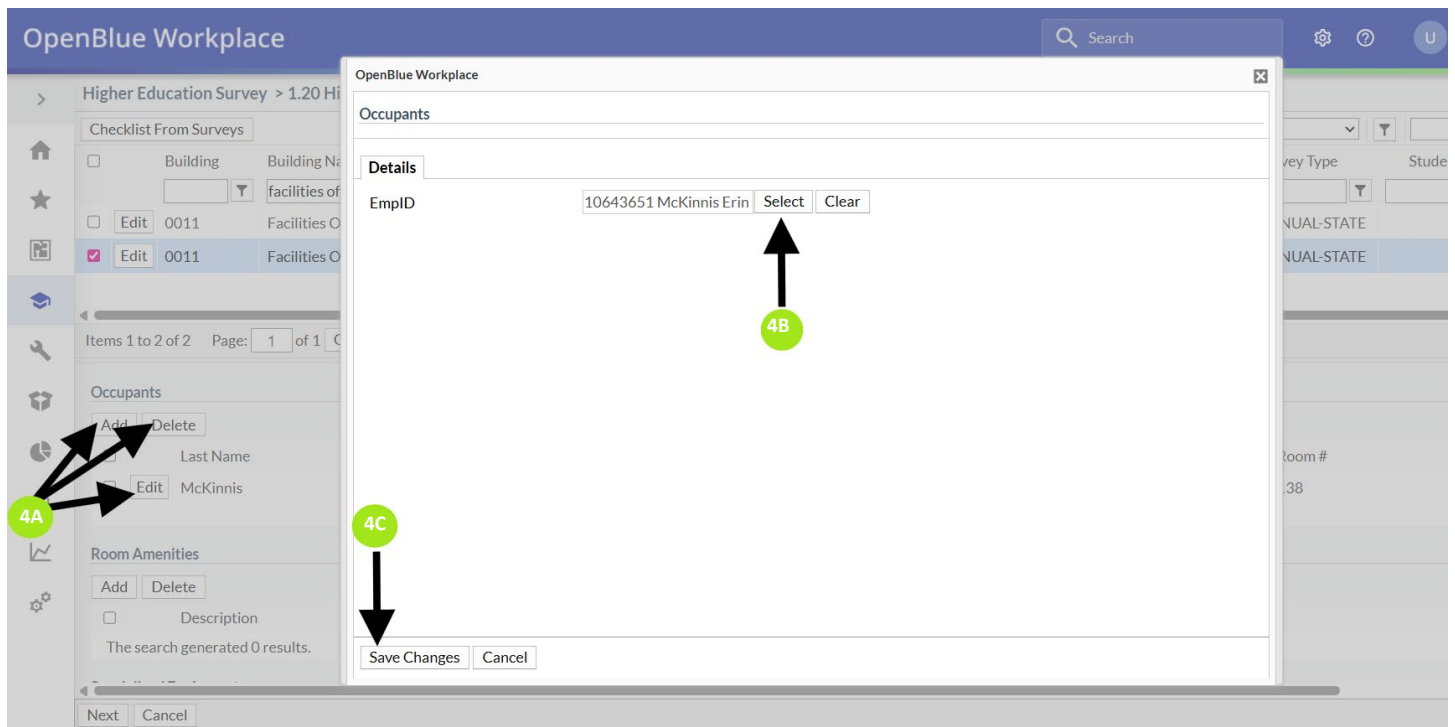 OpenBlue Workplace
Search
U
Higher Education Survey > 1.20 Hi
OpenBlue Workplace
Occupants
Checklist From Surveys
Building Building Na
vey Type Stude
Details
facilities of
EmpID 10643651 McKinnis Erin Select Clear
Edit 0011 Facilities O
NUAL-STATE
Edit 0011 Facilities O
NUAL-STATE
4B
Items 1 to 2 of 2 Page: 1 of 1
Occupants
Add Delete
Last Name
Room #
Edit McKinnis
38
4A
4C
Room Amenities
Add Delete
Description
The search generated 0 results.
Save Changes Cancel
Next Cancel